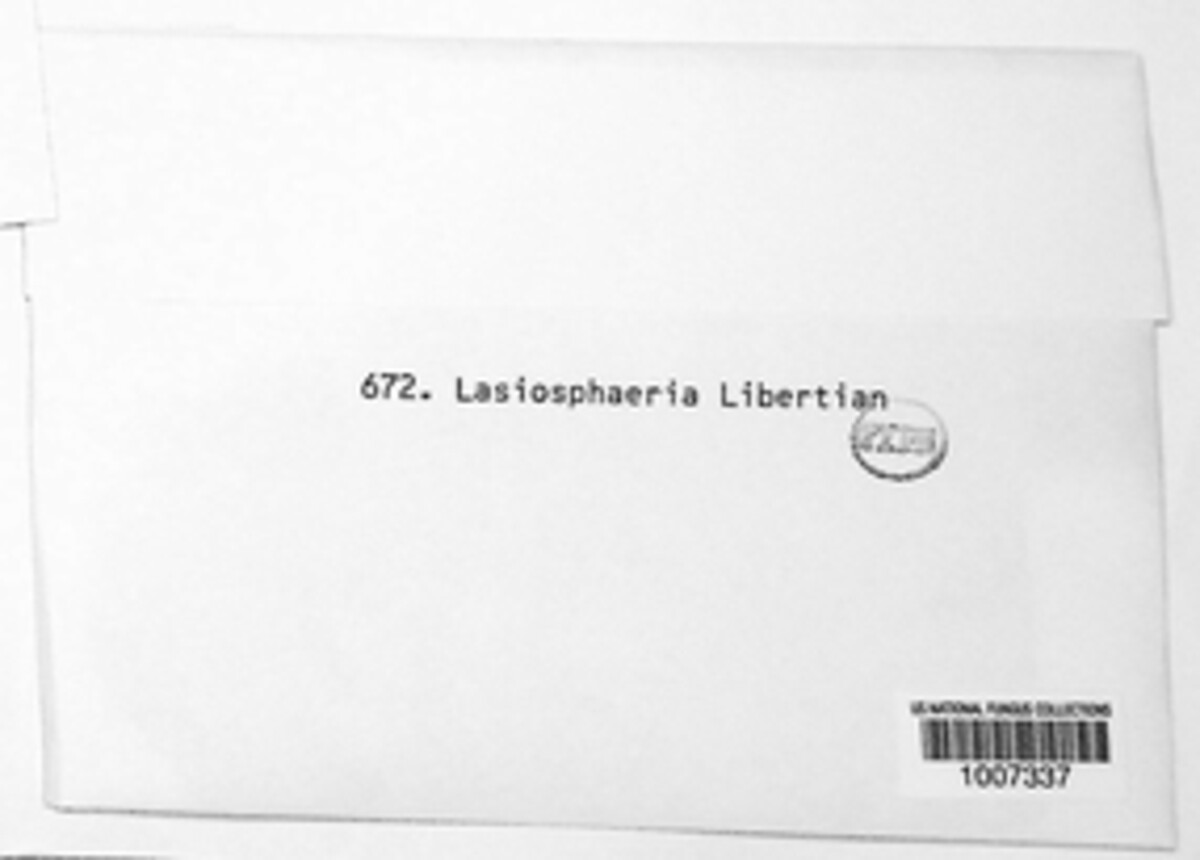 672. Lasiosphaeria Libertian
US NATIONAL FUNGUS COLLECTIONS
1007337